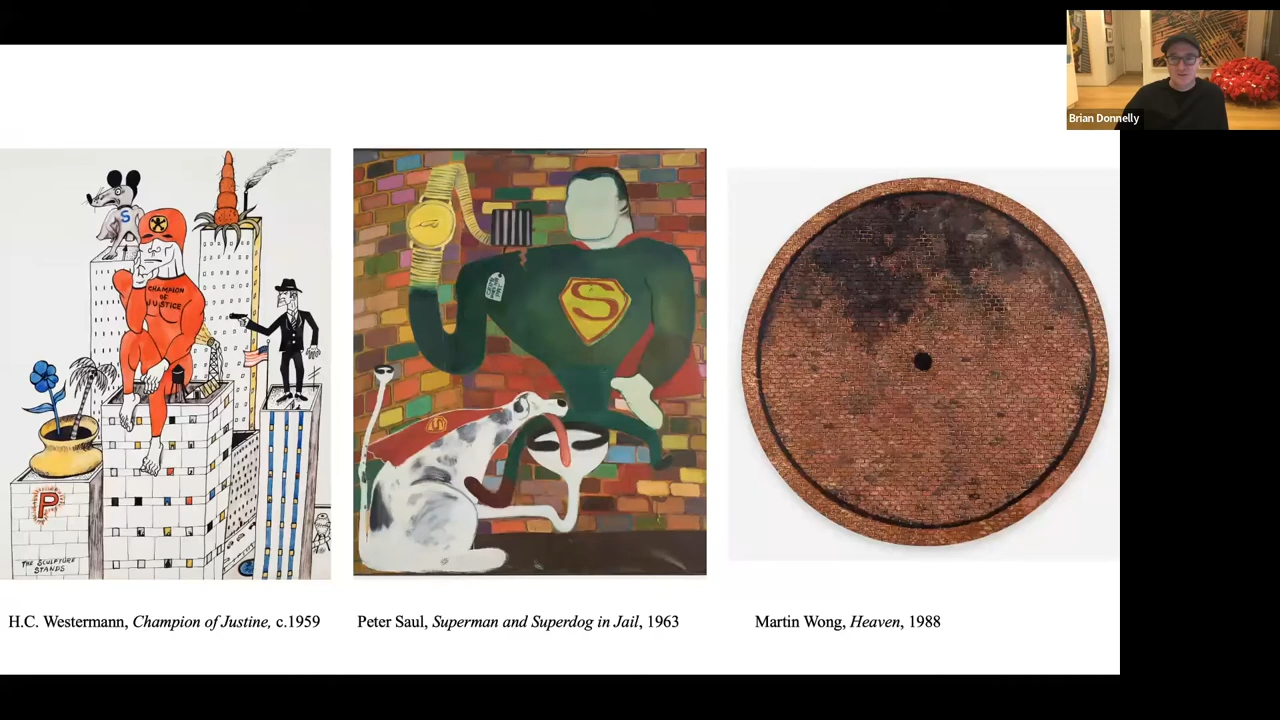 Brian Donnelly
S
CHAMPION
OF
JUSTICE
P
THE SCULPTURE
STANDS
S
H.C. Westermann, Champion of Justine, c.1959
Peter Saul, Superman and Superdog in Jail, 1963
Martin Wong, Heaven, 1988